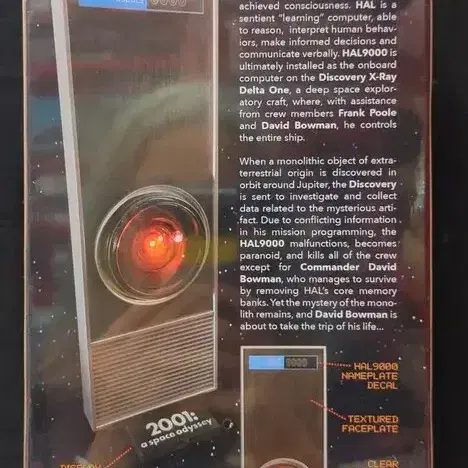 achieved consciousness. HAL is a
sentient "learning" computer, able
to reason, interpret human behav-
iors, make informed decisions and
communicate verbally. HAL9000 is
ultimately installed as the onboard
computer on the Discovery X-Ray
Delta One, a deep space explor-
atory craft, where, with assistance
from crew members Frank Poole
and David Bowman, he controls
the entire ship.
When a monolithic object of extra-
terrestrial origin is discovered in
orbit around Jupiter, the Discovery
is sent to investigate and collect
data related to the mysterious arti-
fact. Due to conflicting information
in his mission programming, the
HAL9000 malfunctions, becomes
paranoid, and kills all of the crew
except for Commander David
Bowman, who manages to survive
by removing HAL's core memory
banks. Yet the mystery of the mono-
lith remains, and David Bowman is
about to take the trip of his life...
2001:
a space odyssey
9000
HAL9000
NAMEPLATE
DECAL
TEXTURED
FACEPLATE
CLEAR
DISPLAY